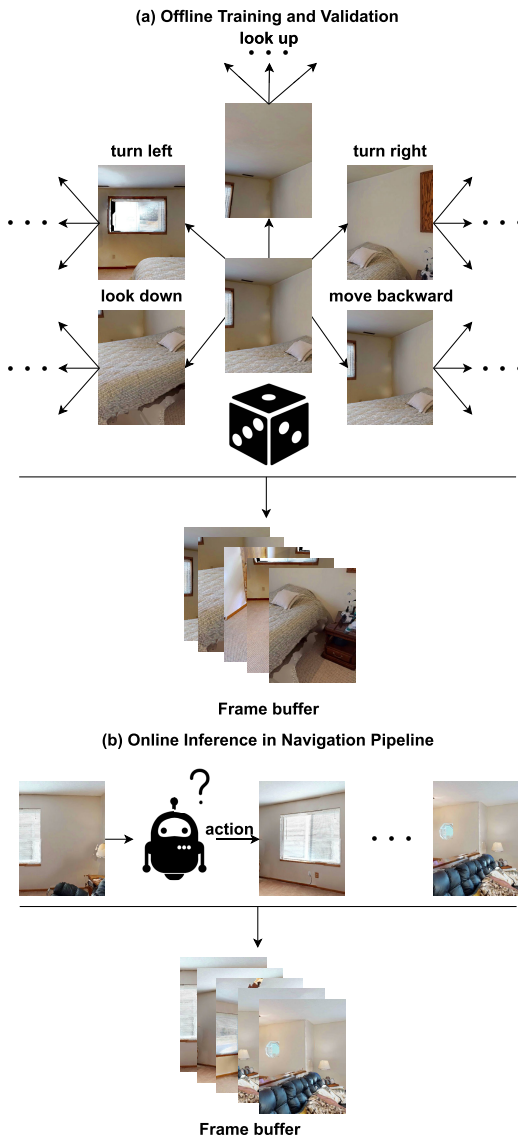 (a) Offline Training and Validation
look up
turn left
turn right
look down
move backward
Frame buffer
(b) Online Inference in Navigation Pipeline
?
action
Frame buffer